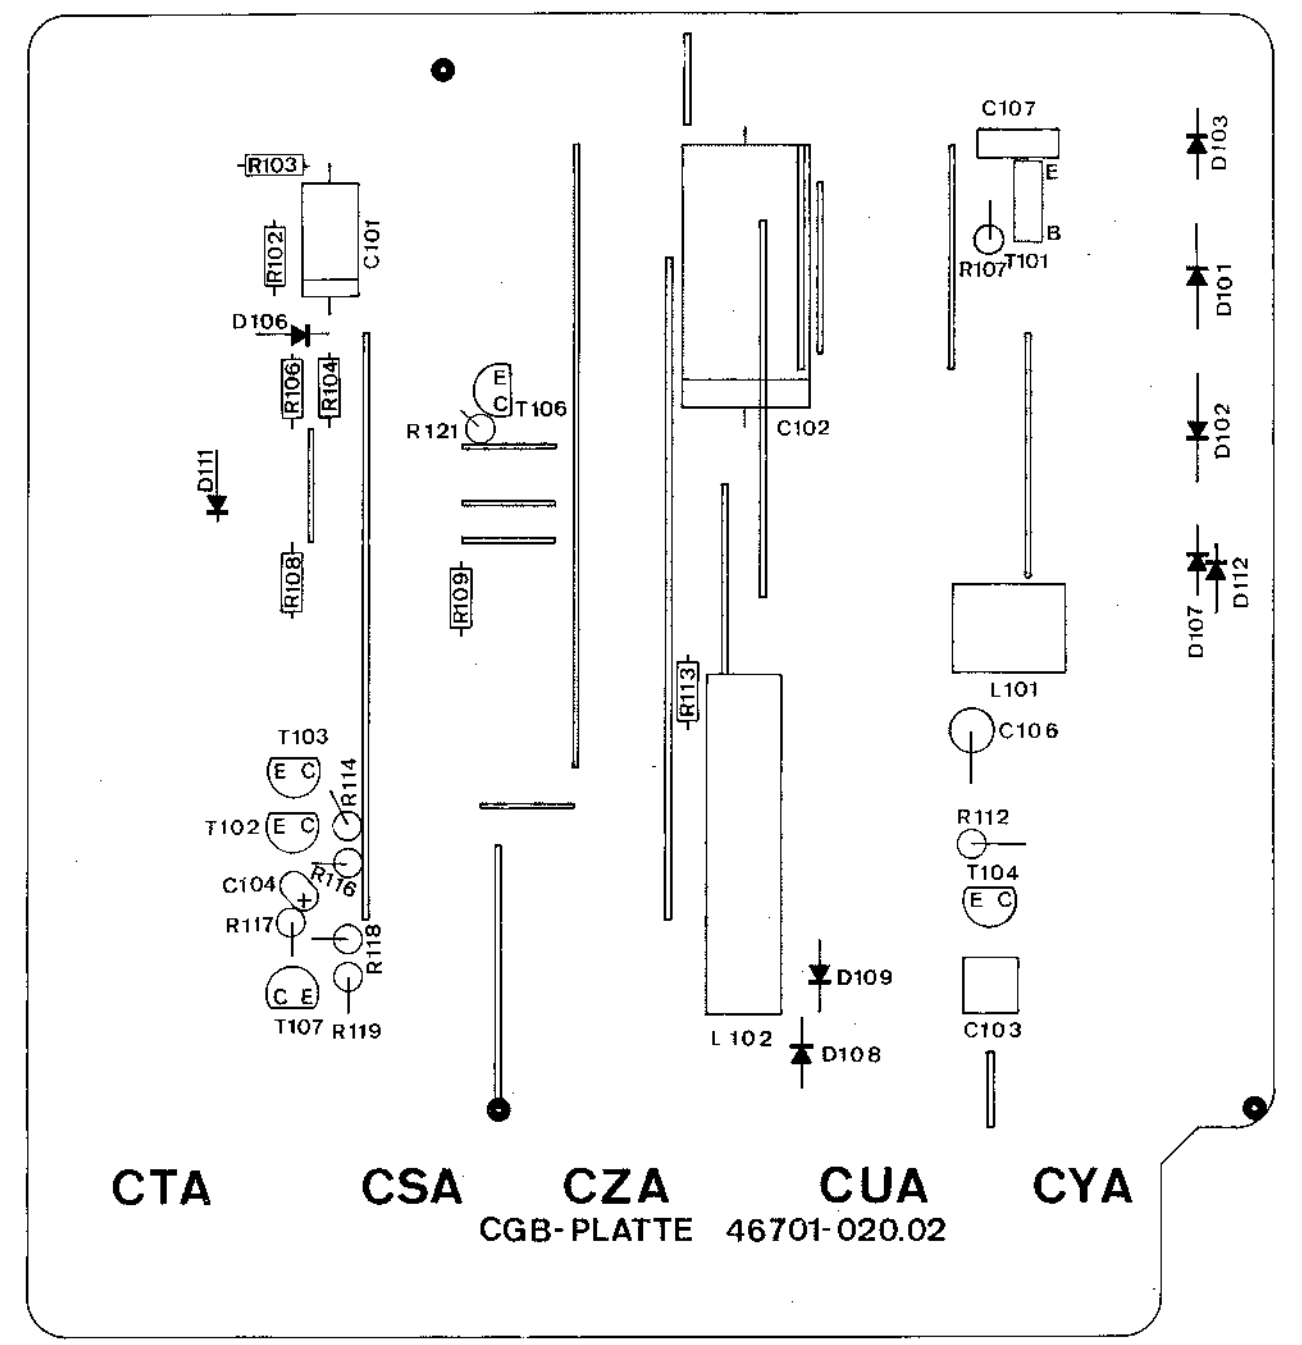 C107
D103
R103
E
C101
R102
B
R107
T101
D101
D106
R106
R104
E
C
T106
R121
C102
D102
D111
R108
R109
D112
D107
L101
R113
C106
T103
E C
R114
T102
E C
R112
R116
C104
+
T104
E C
R117
R118
D109
C E
T107
R119
L102
C103
D108
CTA CSA CZA CUA CYA
CGB-PLATTE 46701-020.02